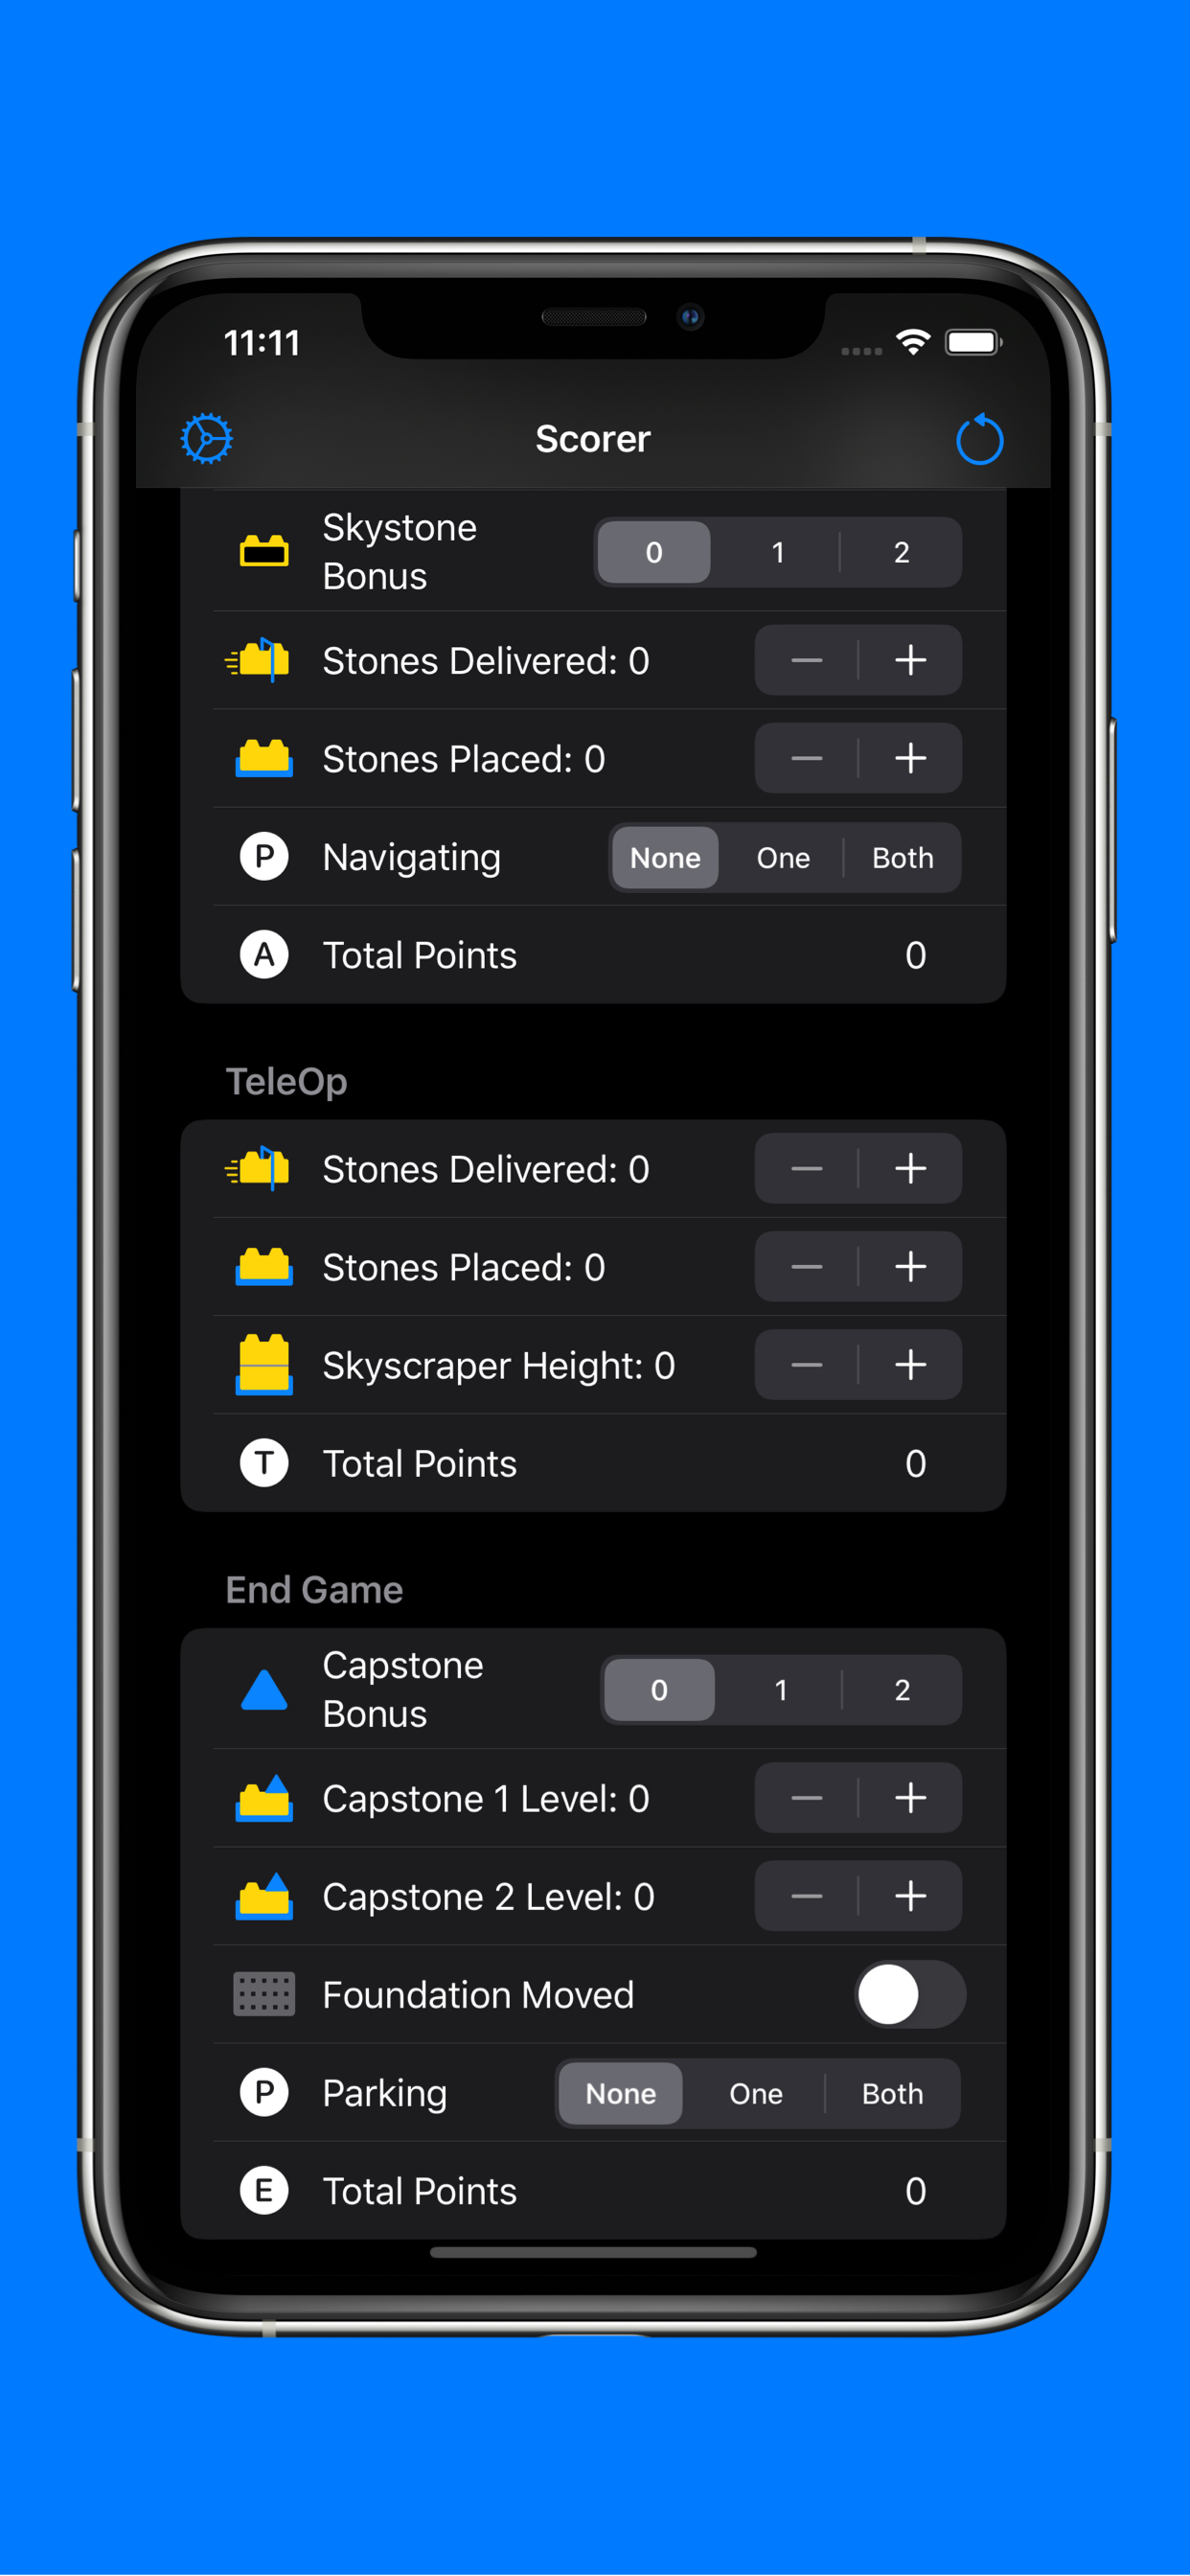 11:11
Scorer
Skystone
Bonus
0 1 2
Stones Delivered: 0
Stones Placed: 0
P Navigating None One Both
A Total Points 0
TeleOp
Stones Delivered: 0
Stones Placed: 0
Skyscraper Height: 0
T Total Points 0
End Game
Capstone
Bonus
0 1 2
Capstone 1 Level: 0
Capstone 2 Level: 0
Foundation Moved
P Parking None One Both
E Total Points 0